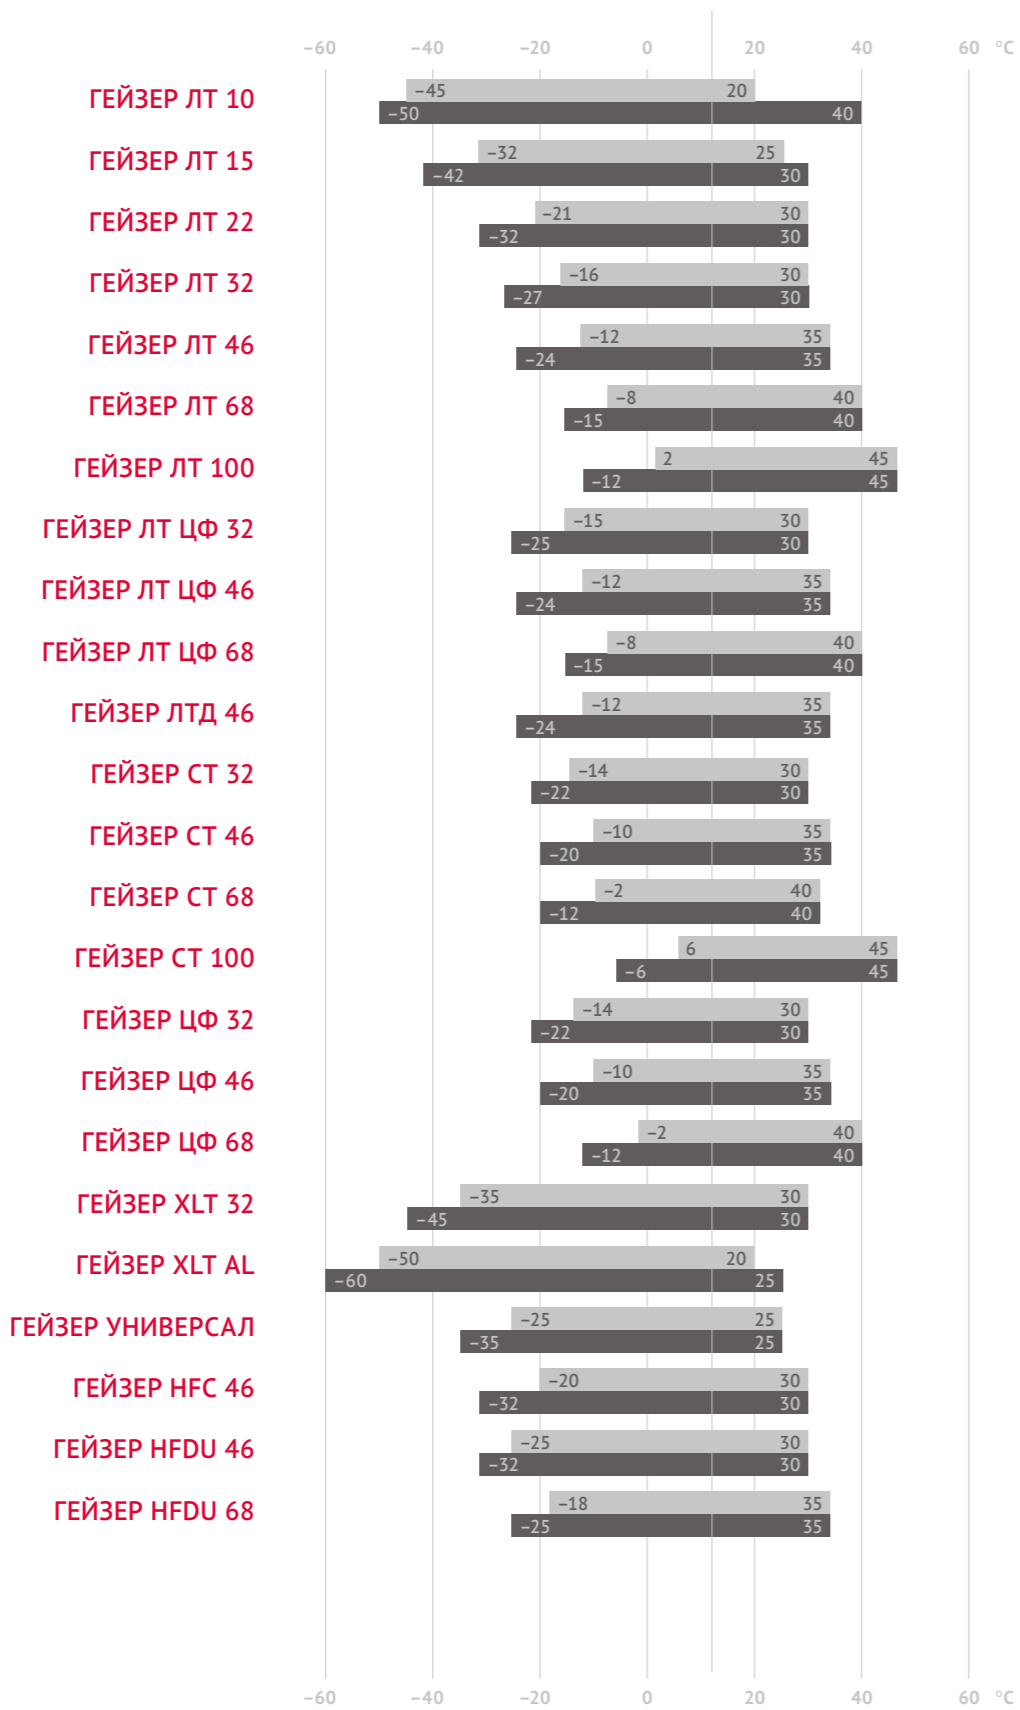 −60 −40 −20 0 20 40 60 °C
ГЕЙЗЕР ЛТ 10
−45 20
−50 40
ГЕЙЗЕР ЛТ 15
−32 25
−42 30
ГЕЙЗЕР ЛТ 22
−21 30
−32 30
ГЕЙЗЕР ЛТ 32
−16 30
−27 30
ГЕЙЗЕР ЛТ 46
−12 35
−24 35
ГЕЙЗЕР ЛТ 68
−8 40
−15 40
ГЕЙЗЕР ЛТ 100
2 45
−12 45
ГЕЙЗЕР ЛТ ЦФ 32
−15 30
−25 30
ГЕЙЗЕР ЛТ ЦФ 46
−12 35
−24 35
ГЕЙЗЕР ЛТ ЦФ 68
−8 40
−15 40
ГЕЙЗЕР ЛТД 46
−12 35
−24 35
ГЕЙЗЕР СТ 32
−14 30
−22 30
ГЕЙЗЕР СТ 46
−10 35
−20 35
ГЕЙЗЕР СТ 68
−2 40
−12 40
ГЕЙЗЕР СТ 100
6 45
−6 45
ГЕЙЗЕР ЦФ 32
−14 30
−22 30
ГЕЙЗЕР ЦФ 46
−10 35
−20 35
ГЕЙЗЕР ЦФ 68
−2 40
−12 40
ГЕЙЗЕР XLT 32
−35 30
−45 30
ГЕЙЗЕР XLT AL
−50 20
−60 25
ГЕЙЗЕР УНИВЕРСАЛ
−25 25
−35 25
ГЕЙЗЕР HFC 46
−20 30
−32 30
ГЕЙЗЕР HFDU 46
−25 30
−32 30
ГЕЙЗЕР HFDU 68
−18 35
−25 35
−60 −40 −20 0 20 40 60 °C